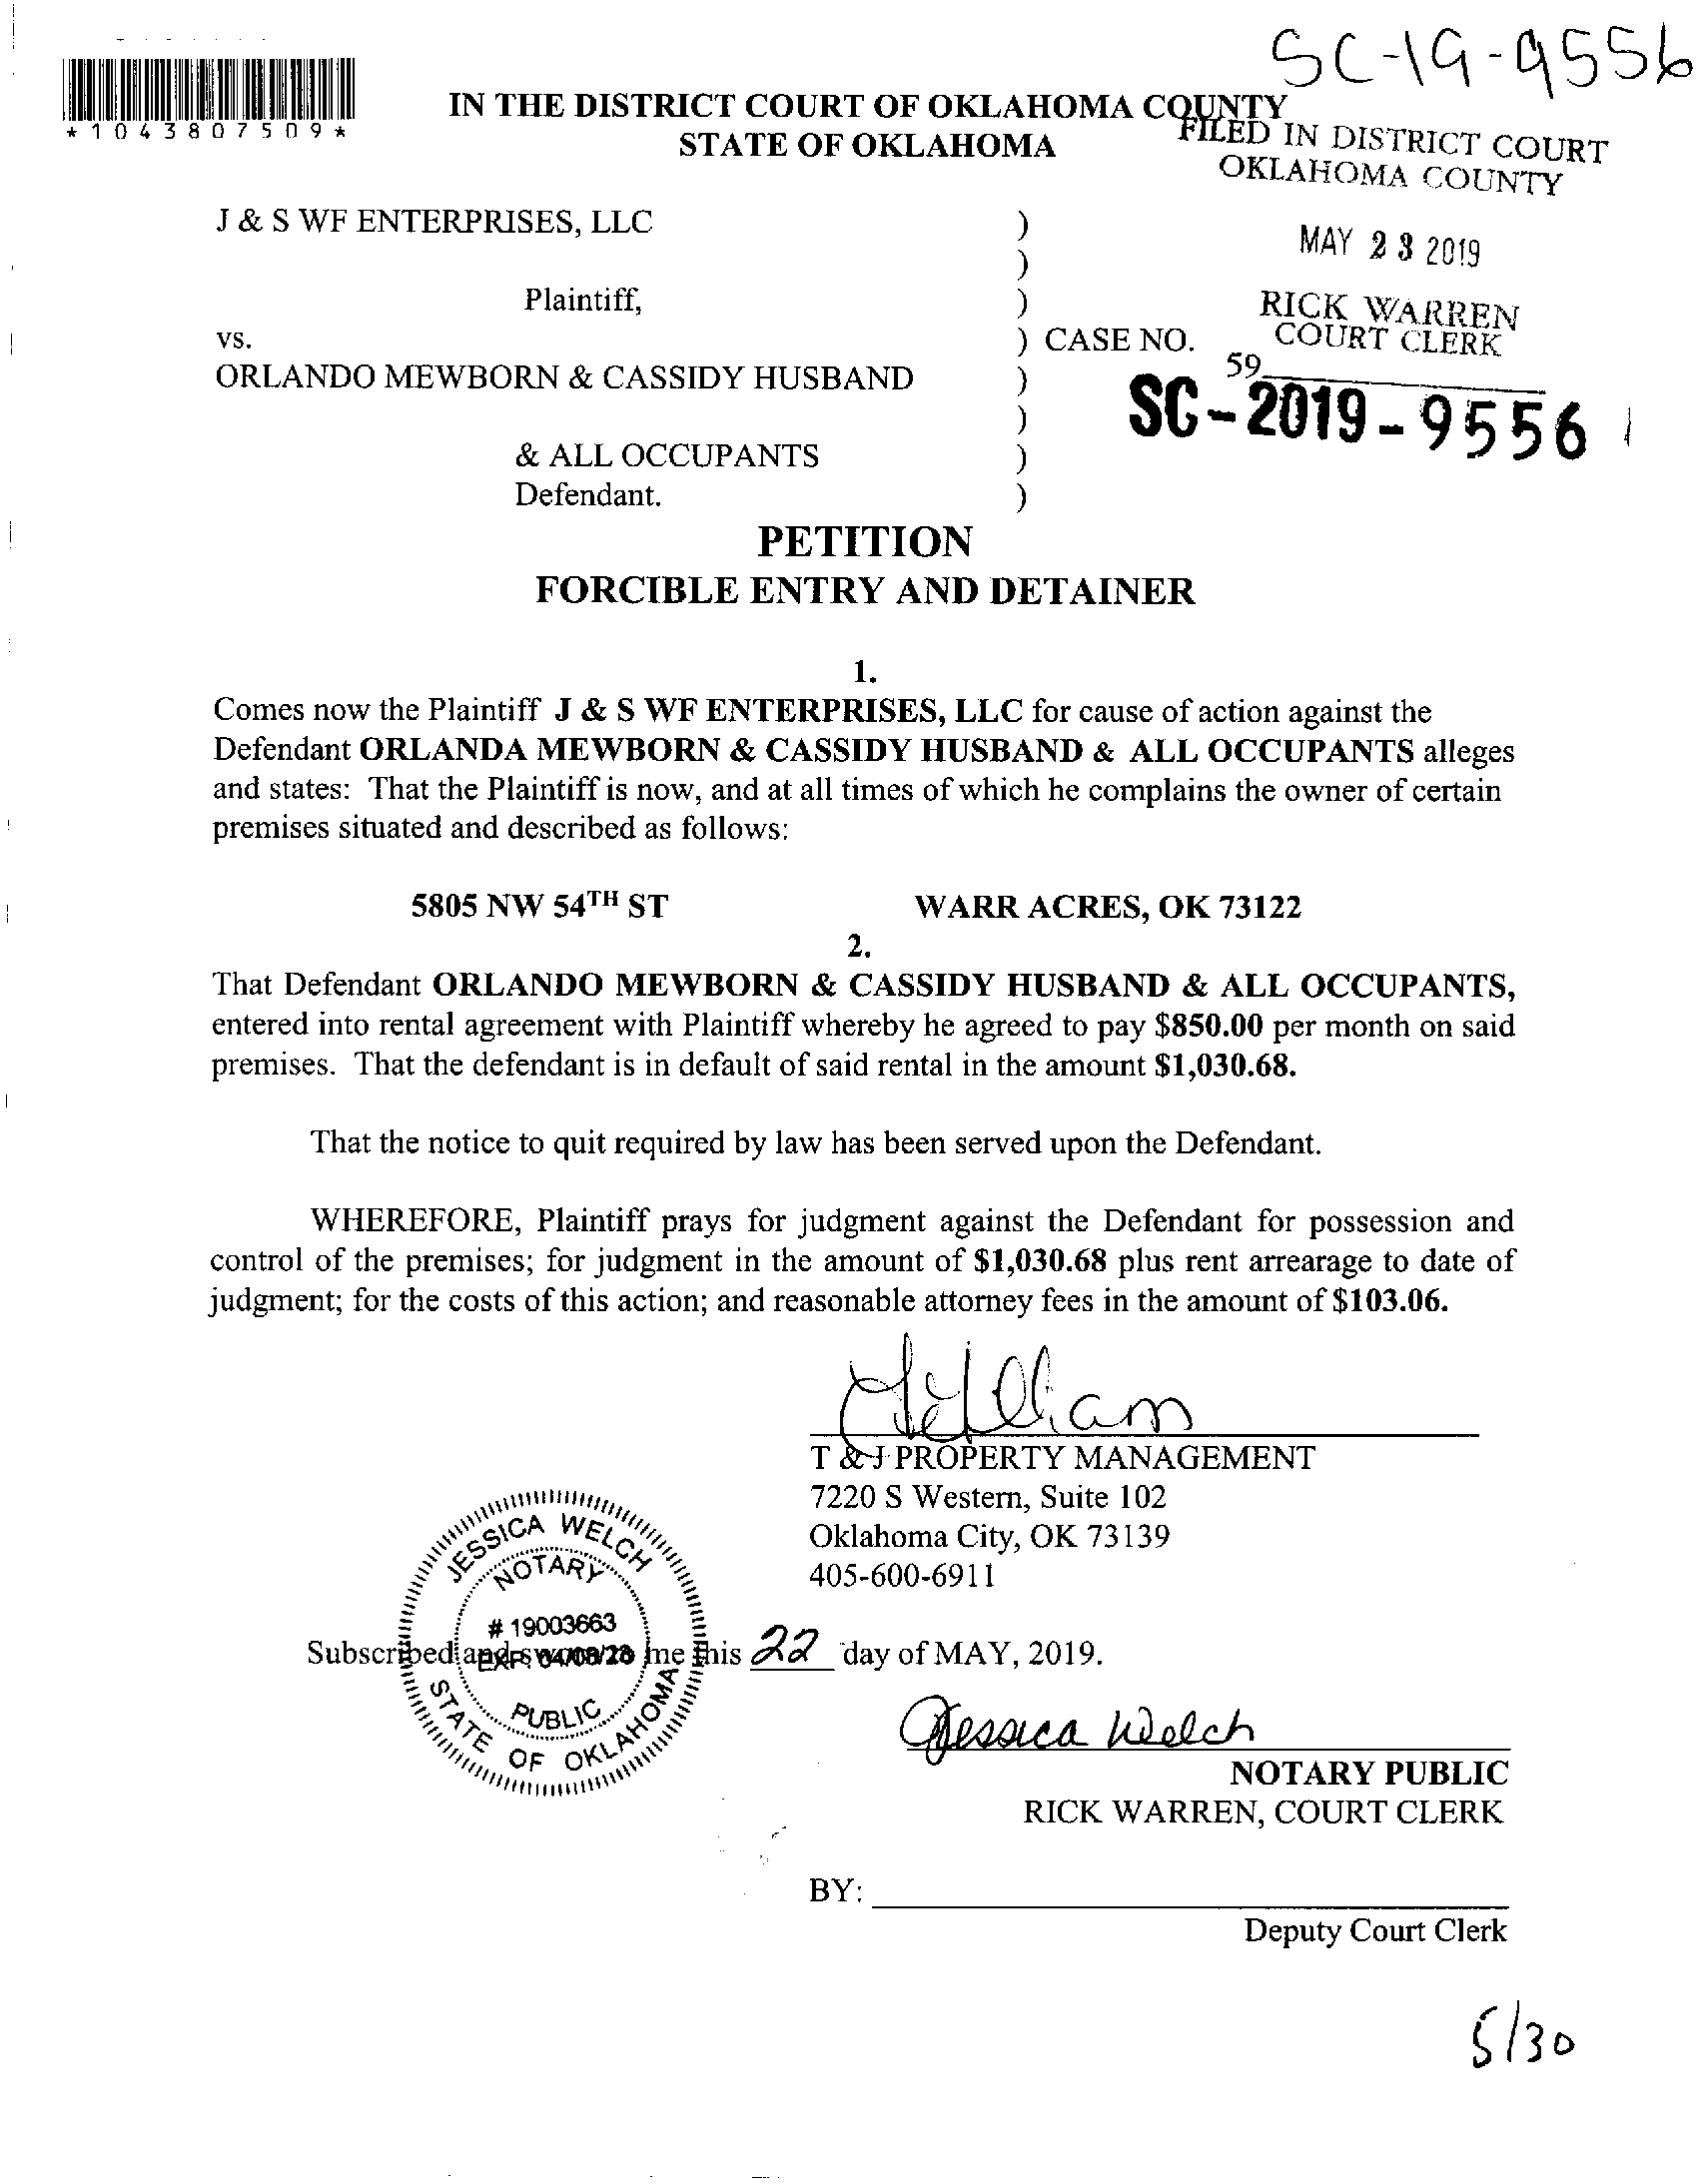 SC-19-9556
*1043807509*
IN THE DISTRICT COURT OF OKLAHOMA COUNTY
STATE OF OKLAHOMA
FILED IN DISTRICT COURT
OKLAHOMA COUNTY
J & S WF ENTERPRISES, LLC )
)
MAY 23 2019
Plaintiff, )
RICK WARREN
COURT CLERK
vs. ) CASE NO.
59
ORLANDO MEWBORN & CASSIDY HUSBAND )
SC-2019-9556
)
& ALL OCCUPANTS )
Defendant. )
PETITION
FORCIBLE ENTRY AND DETAINER
1.
Comes now the Plaintiff J & S WF ENTERPRISES, LLC for cause of action against the
Defendant ORLANDA MEWBORN & CASSIDY HUSBAND & ALL OCCUPANTS alleges
and states: That the Plaintiff is now, and at all times of which he complains the owner of certain
premises situated and described as follows:
5805 NW 54TH ST WARR ACRES, OK 73122
2.
That Defendant ORLANDO MEWBORN & CASSIDY HUSBAND & ALL OCCUPANTS,
entered into rental agreement with Plaintiff whereby he agreed to pay $850.00 per month on said
premises. That the defendant is in default of said rental in the amount $1,030.68.
That the notice to quit required by law has been served upon the Defendant.
WHEREFORE, Plaintiff prays for judgment against the Defendant for possession and
control of the premises; for judgment in the amount of $1,030.68 plus rent arrearage to date of
judgment; for the costs of this action; and reasonable attorney fees in the amount of $103.06.
T & J PROPERTY MANAGEMENT
7220 S Western, Suite 102
Oklahoma City, OK 73139
405-600-6911
JESSICA WELCH
NOTARY
# 19003663
EXP. 04/
PUBLIC
STATE OF OKLAHOMA
Subscribed and sworn to me this 22 day of MAY, 2019.
Jessica Welch
NOTARY PUBLIC
RICK WARREN, COURT CLERK
BY:
Deputy Court Clerk
5/30